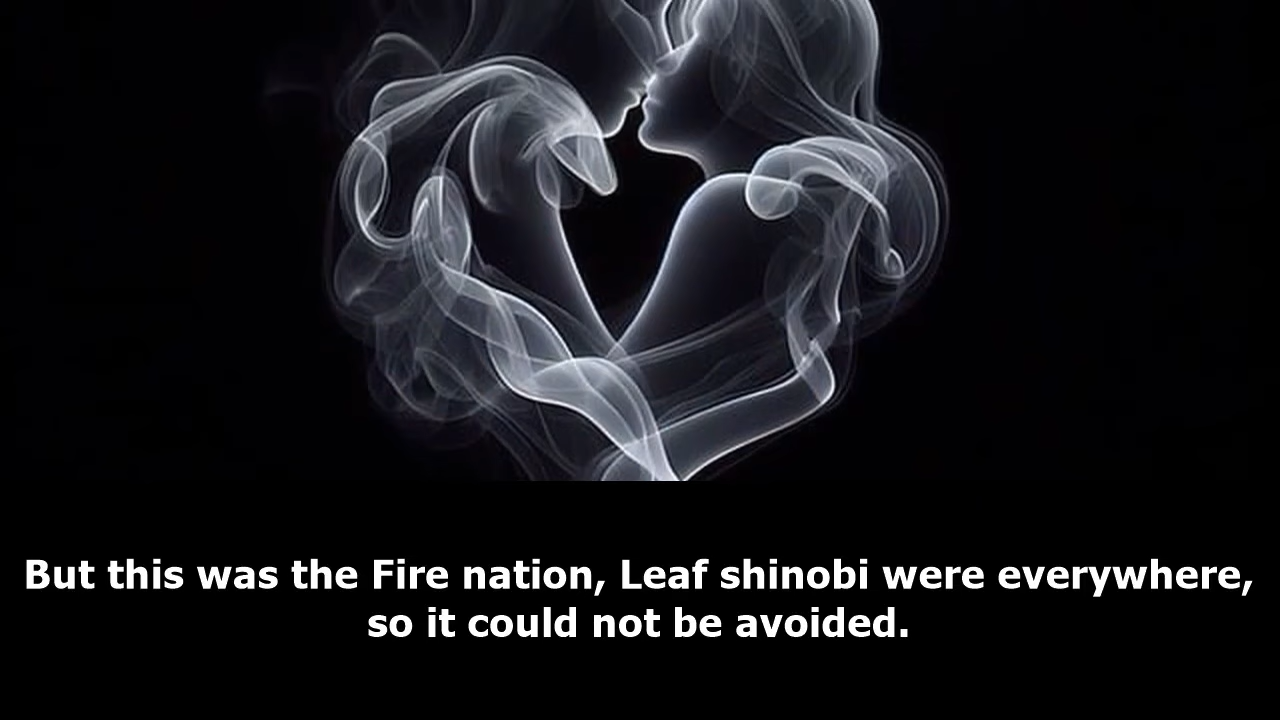 But this was the Fire nation, Leaf shinobi were everywhere,
so it could not be avoided.